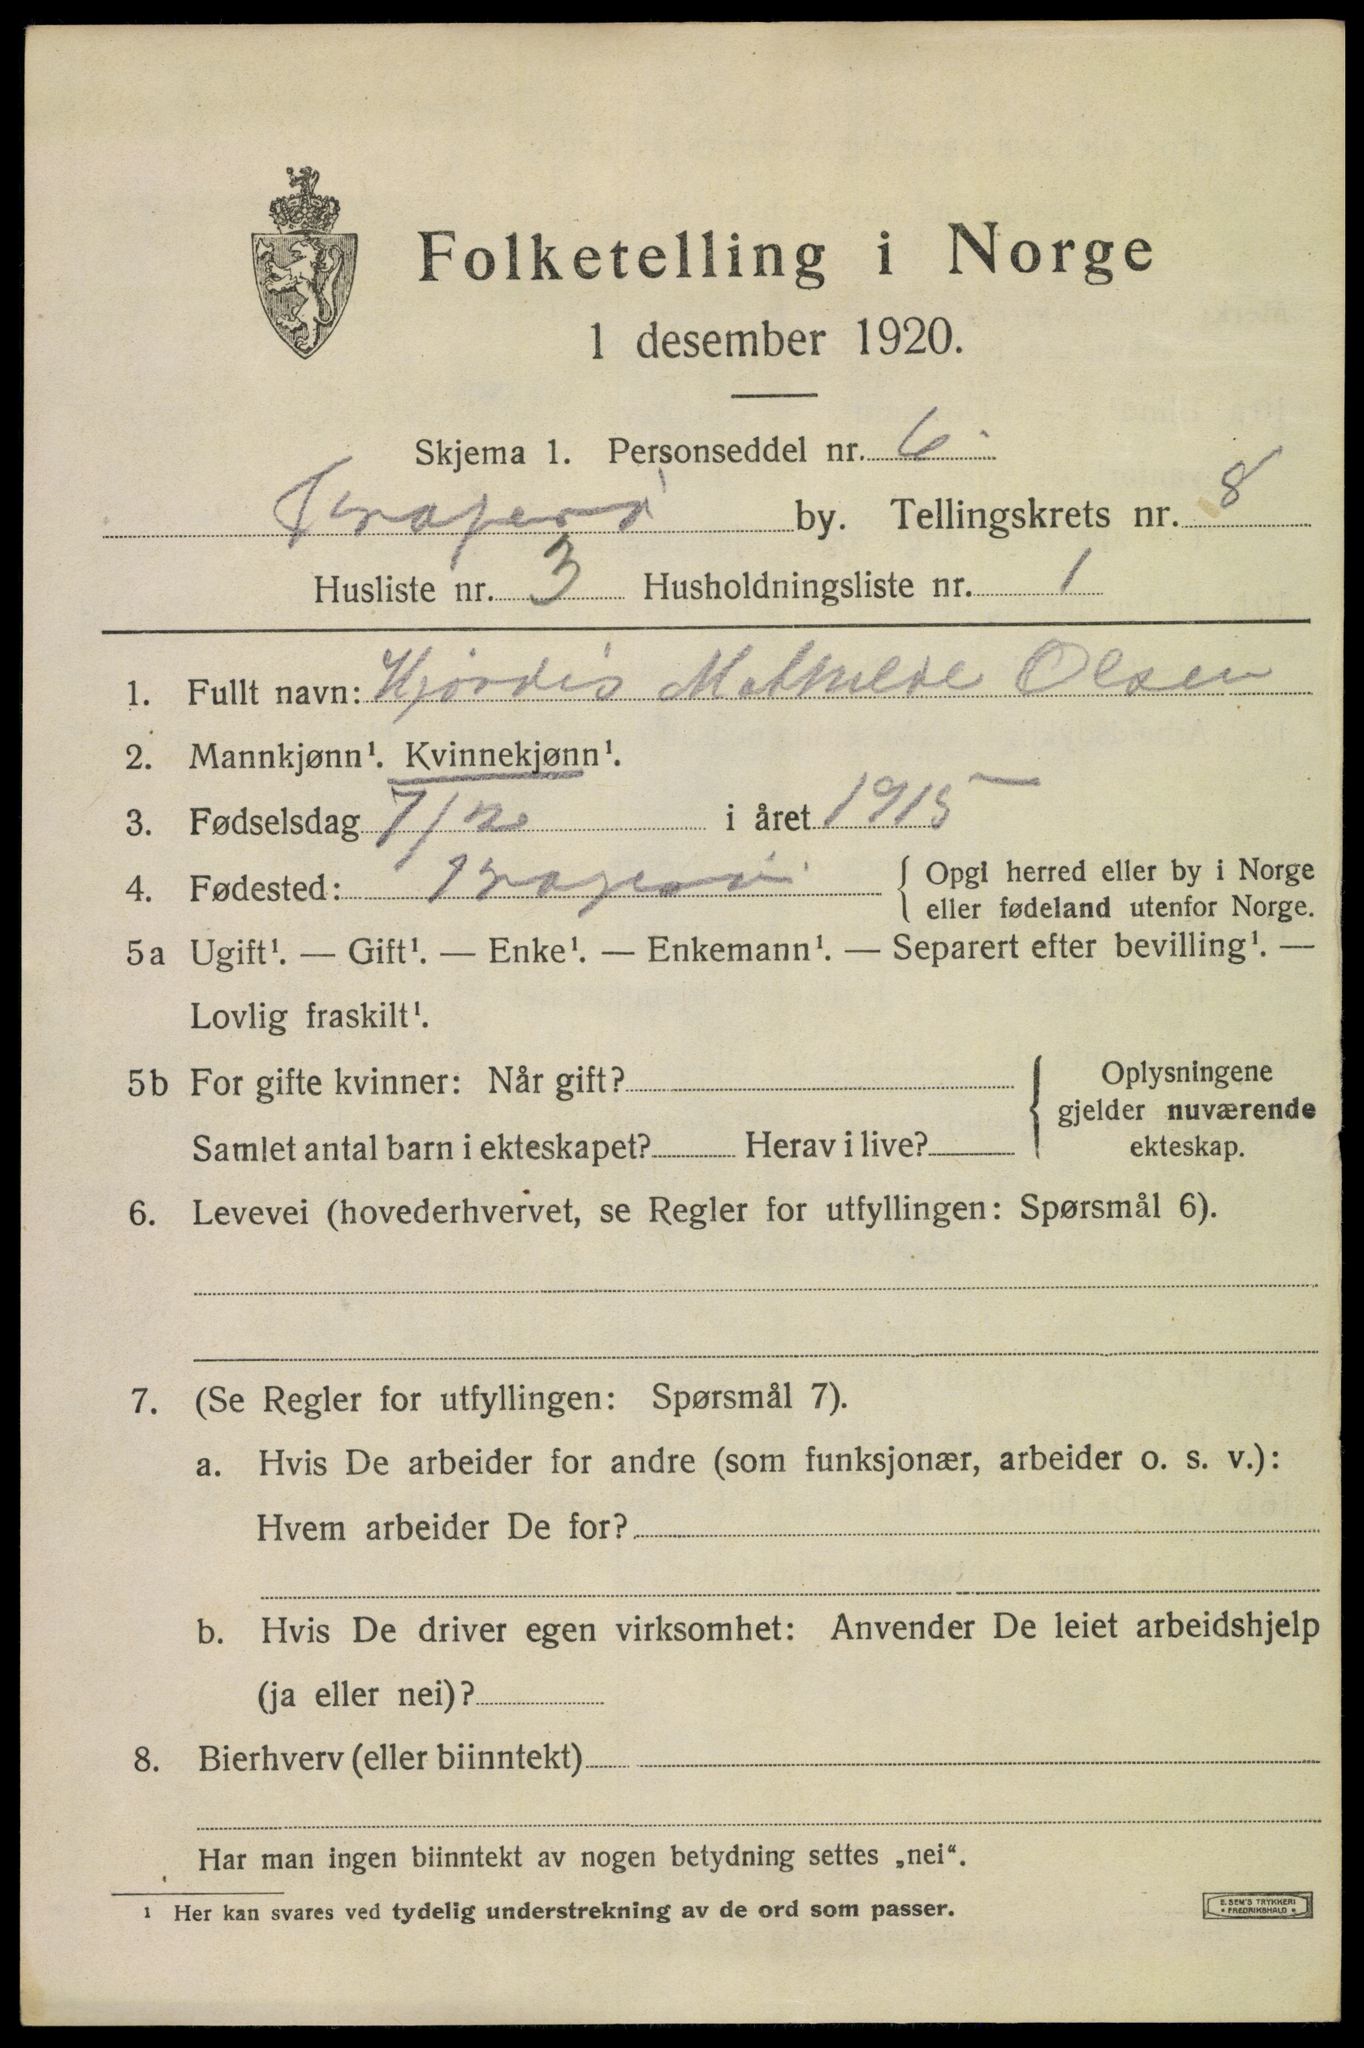 Folketelling i Norge
1 desember 1920.
Skjema 1. Personseddel nr. 6
Kragerø by. Tellingskrets nr. 8
Husliste nr. 3 Husholdningsliste nr. 1
1. Fullt navn: Hjørdis Mathilde Olsen
2. Mannkjønn¹. Kvinnekjønn¹.
3. Fødselsdag 7/12 i året 1915
4. Fødested: Kragerø { Opgi herred eller by i Norge
eller fødeland utenfor Norge.
5a Ugift¹. — Gift¹. — Enke¹. — Enkemann¹. — Separert efter bevilling¹. —
Lovlig fraskilt¹.
5b For gifte kvinner: Når gift? { Oplysningene
gjelder nuværende
Samlet antal barn i ekteskapet? Herav i live? ekteskap.
6. Levevei (hovederhvervet, se Regler for utfyllingen: Spørsmål 6).
7. (Se Regler for utfyllingen: Spørsmål 7).
a. Hvis De arbeider for andre (som funksjonær, arbeider o. s. v.):
Hvem arbeider De for?
b. Hvis De driver egen virksomhet: Anvender De leiet arbeidshjelp
(ja eller nei)?
8. Bierhverv (eller biinntekt)
Har man ingen biinntekt av nogen betydning settes „nei“.
¹ Her kan svares ved tydelig understrekning av de ord som passer.
E. SEM'S TRYKKERI
* FREDRIKSHALD *